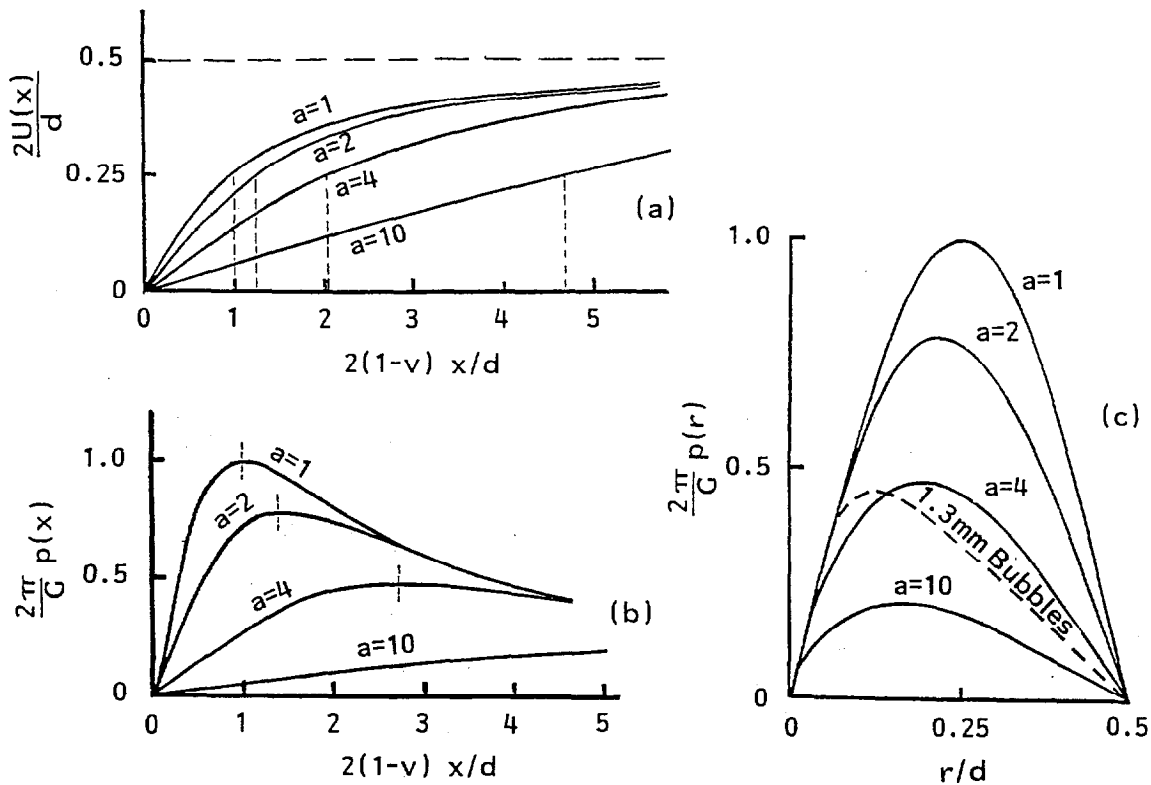 0.5
0.25
0
2U(x)
d
a=1
a=2
a=4
a=10
(a)
0 1 2 3 4 5
2(1-v) x/d
1.0
0.5
0
2π
G
p(x)
a=1
a=2
a=4
a=10
(b)
0 1 2 3 4 5
2(1-v) x/d
1.0
0.5
0
2π
G
p(r)
a=1
a=2
a=4
1.3mm Bubbles
a=10
(c)
0 0.25 0.5
r/d